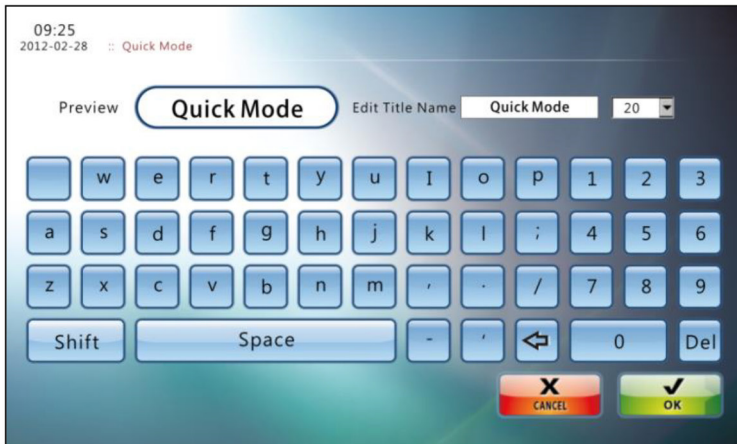 09:25
2012-02-28 :: Quick Mode
Preview Quick Mode Edit Title Name Quick Mode 20
w e r t y u I o p 1 2 3
a s d f g h j k l ; 4 5 6
z x c v b n m , . / 7 8 9
Shift Space - ' 0 Del
X ✓
CANCEL OK